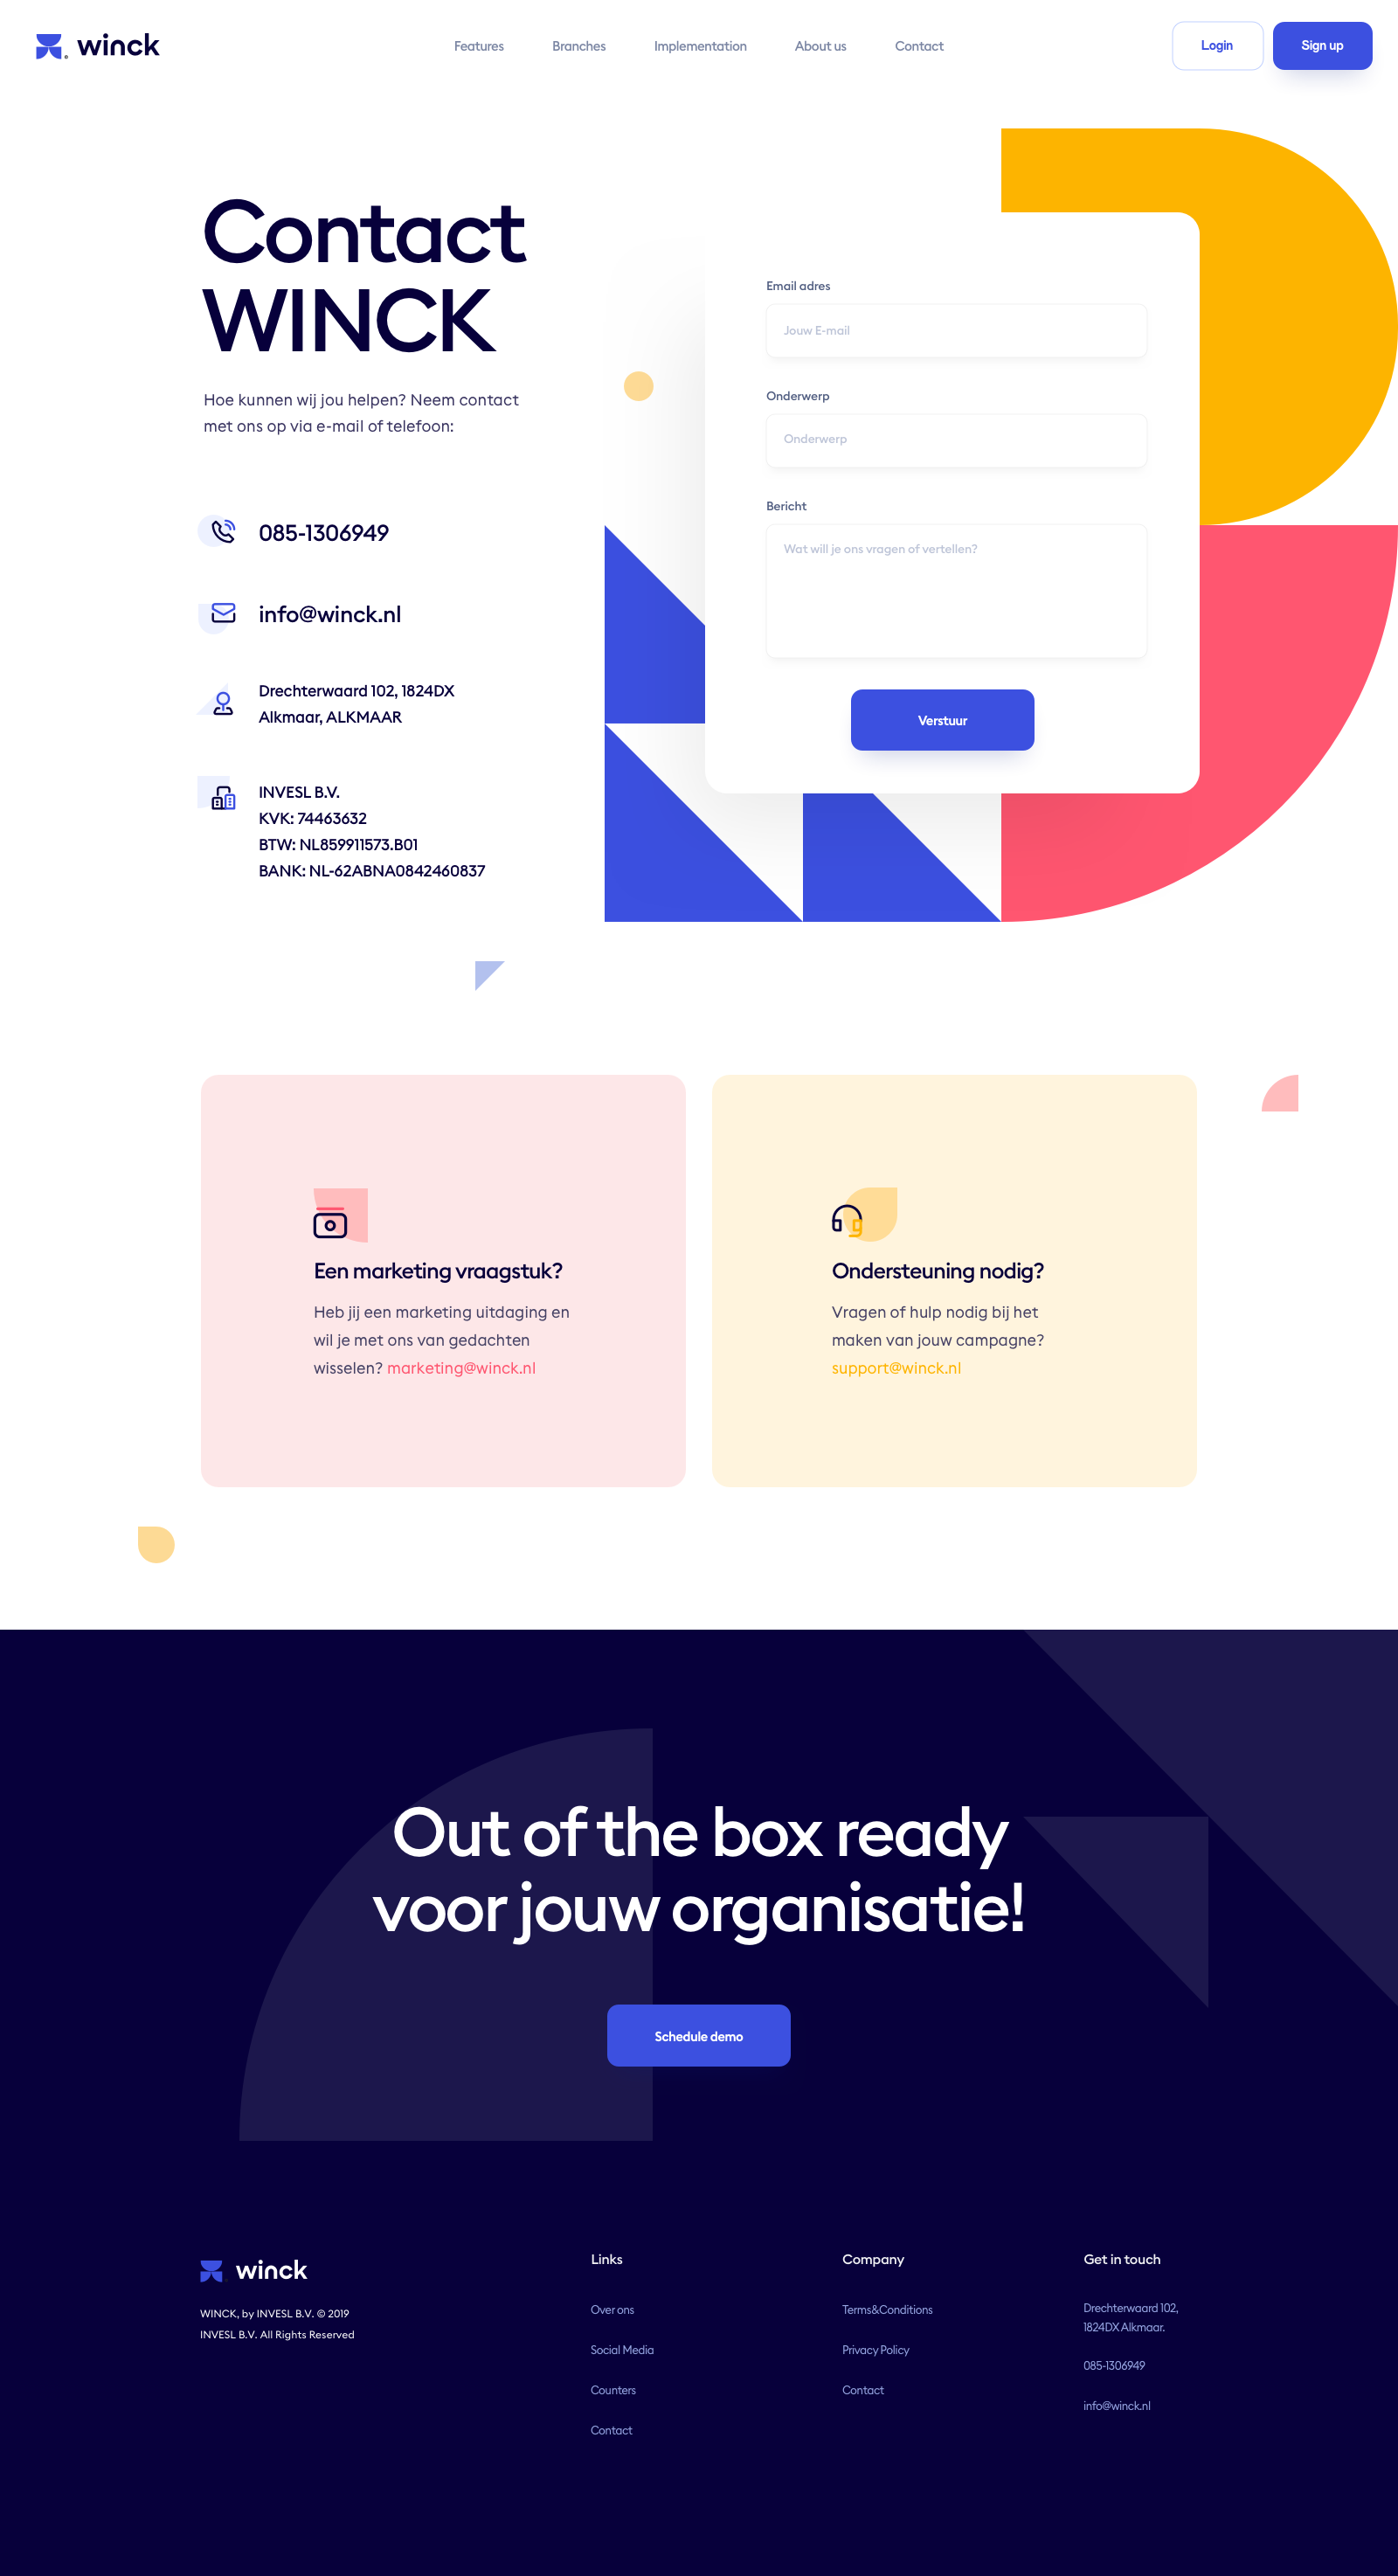 winck
Features
Branches
Implementation
About us
Contact
Login
Sign up
Contact
WINCK
Hoe kunnen wij jou helpen? Neem contact
met ons op via e-mail of telefoon:
085-1306949
info@winck.nl
Drechterwaard 102, 1824DX
Alkmaar, ALKMAAR
INVESL B.V.
KVK: 74463632
BTW: NL859911573.B01
BANK: NL-62ABNA0842460837
Email adres
Jouw E-mail
Onderwerp
Onderwerp
Bericht
Wat will je ons vragen of vertellen?
Verstuur
Een marketing vraagstuk?
Heb jij een marketing uitdaging en
wil je met ons van gedachten
wisselen? marketing@winck.nl
Ondersteuning nodig?
Vragen of hulp nodig bij het
maken van jouw campagne?
support@winck.nl
Out of the box ready
voor jouw organisatie!
Schedule demo
winck
WINCK, by INVESL B.V. © 2019
INVESL B.V. All Rights Reserved
Links
Over ons
Social Media
Counters
Contact
Company
Terms&Conditions
Privacy Policy
Contact
Get in touch
Drechterwaard 102,
1824DX Alkmaar.
085-1306949
info@winck.nl